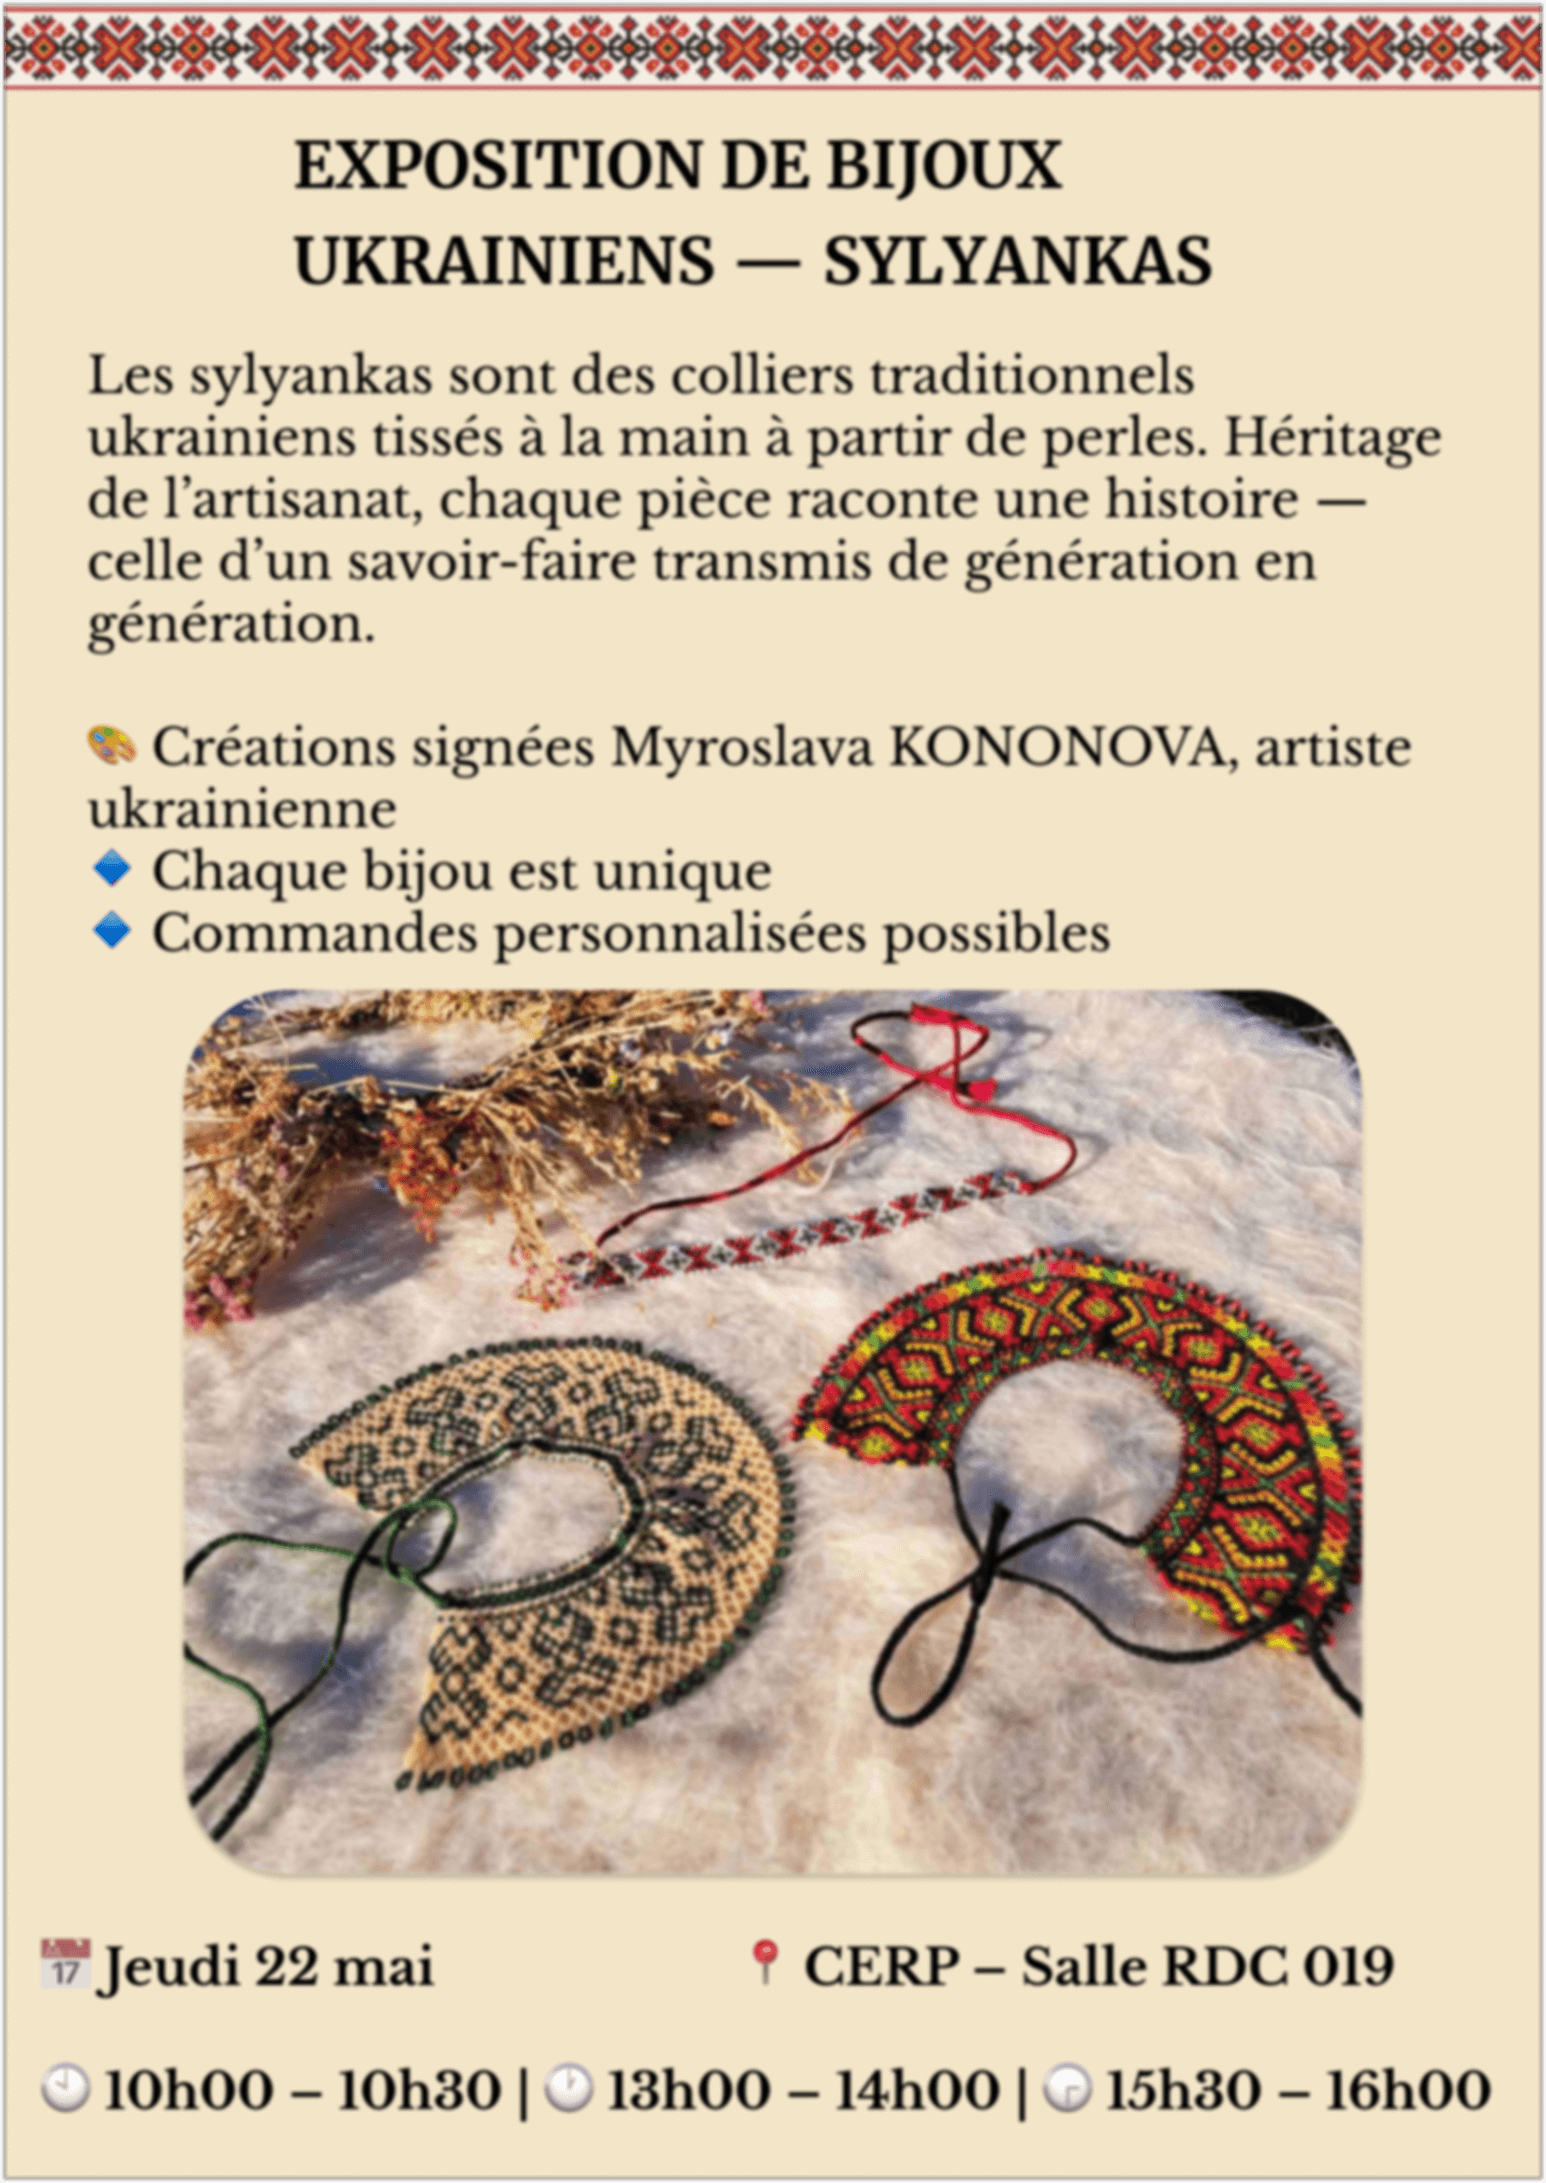 EXPOSITION DE BIJOUX
UKRAINIENS — SYLYANKAS
Les sylyankas sont des colliers traditionnels
ukrainiens tissés à la main à partir de perles. Héritage
de l’artisanat, chaque pièce raconte une histoire —
celle d’un savoir-faire transmis de génération en
génération.
🎨 Créations signées Myroslava KONONOVA, artiste
ukrainienne
🔷 Chaque bijou est unique
🔷 Commandes personnalisées possibles
📅 Jeudi 22 mai 📍 CERP – Salle RDC 019
🕙 10h00 – 10h30 | 🕐 13h00 – 14h00 | 🕞 15h30 – 16h00